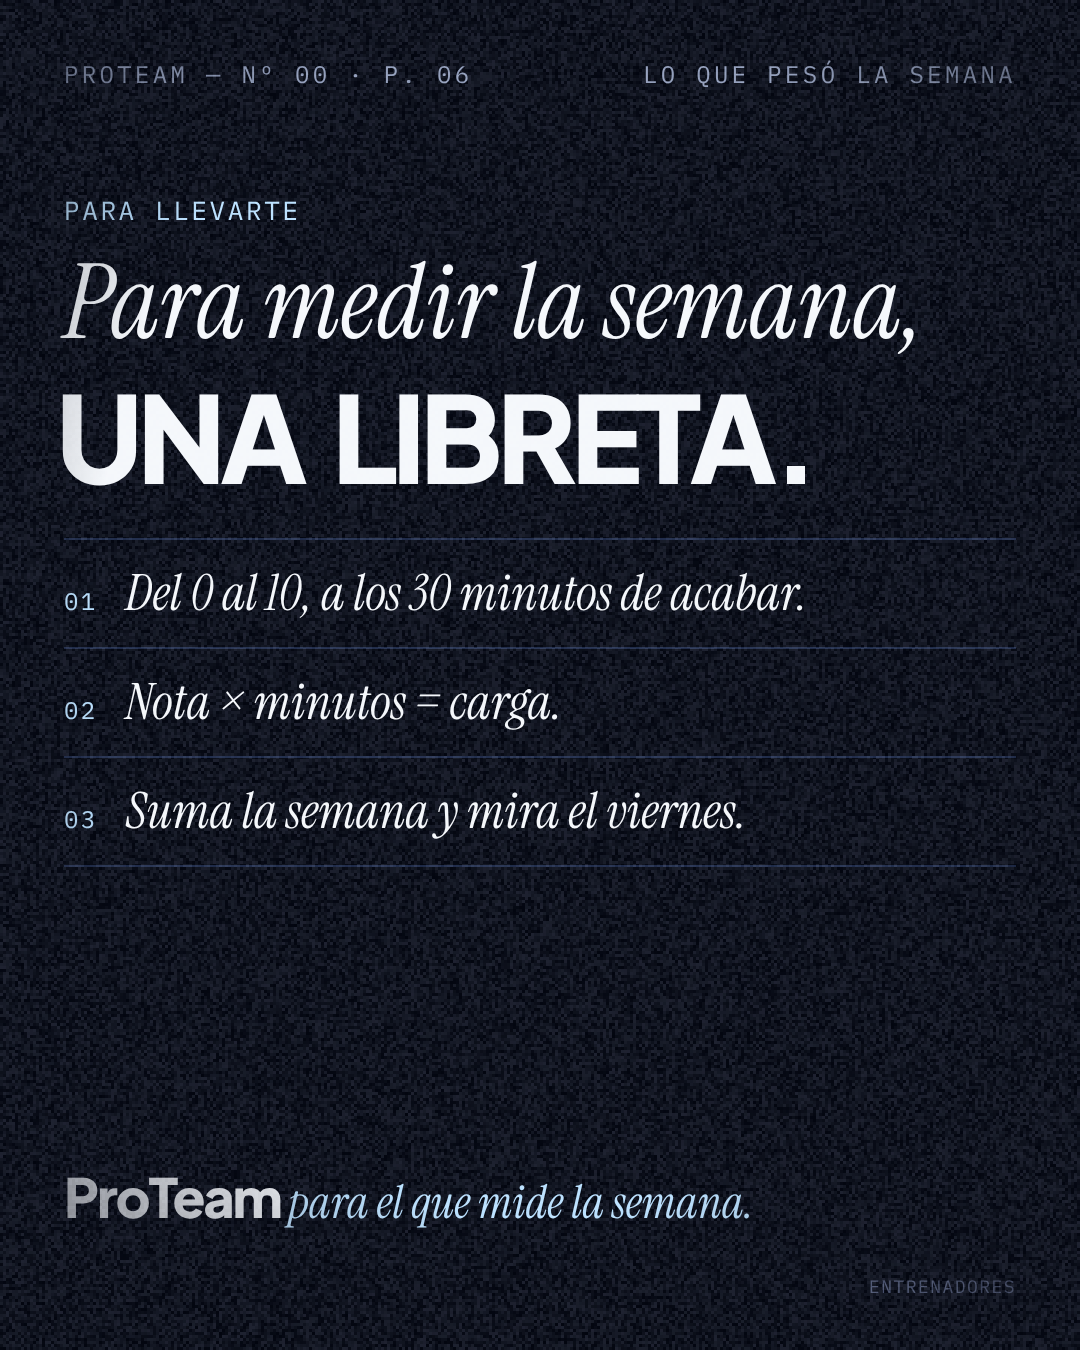 PROTEAM — Nº 00 · P. 06
LO QUE PESÓ LA SEMANA
PARA LLEVARTE
Para medir la semana,
UNA LIBRETA.
01 Del 0 al 10, a los 30 minutos de acabar.
02 Nota × minutos = carga.
03 Suma la semana y mira el viernes.
ProTeam para el que mide la semana.
ENTRENADORES